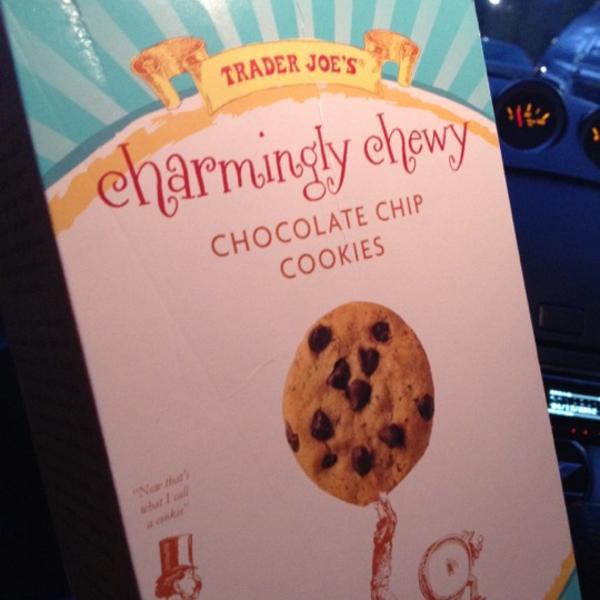 TRADER JOE'S®
charmingly chewy
CHOCOLATE CHIP
COOKIES
"Now that's
what I call
a cookie"